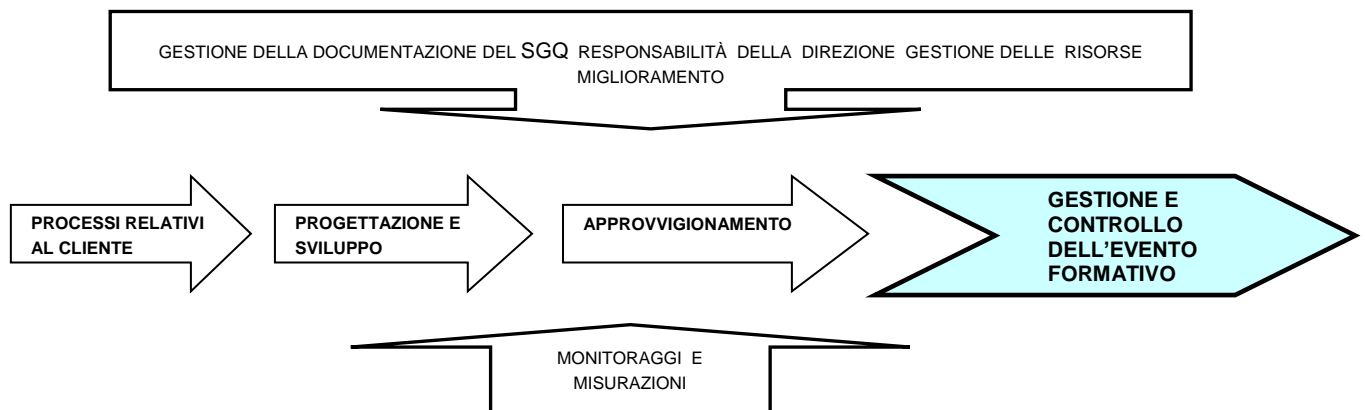 GESTIONE DELLA DOCUMENTAZIONE DEL SGQ RESPONSABILITÀ DELLA DIREZIONE GESTIONE DELLE RISORSE
MIGLIORAMENTO
PROCESSI RELATIVI
AL CLIENTE
PROGETTAZIONE E
SVILUPPO
APPROVVIGIONAMENTO
GESTIONE E
CONTROLLO
DELL’EVENTO
FORMATIVO
MONITORAGGI E
MISURAZIONI